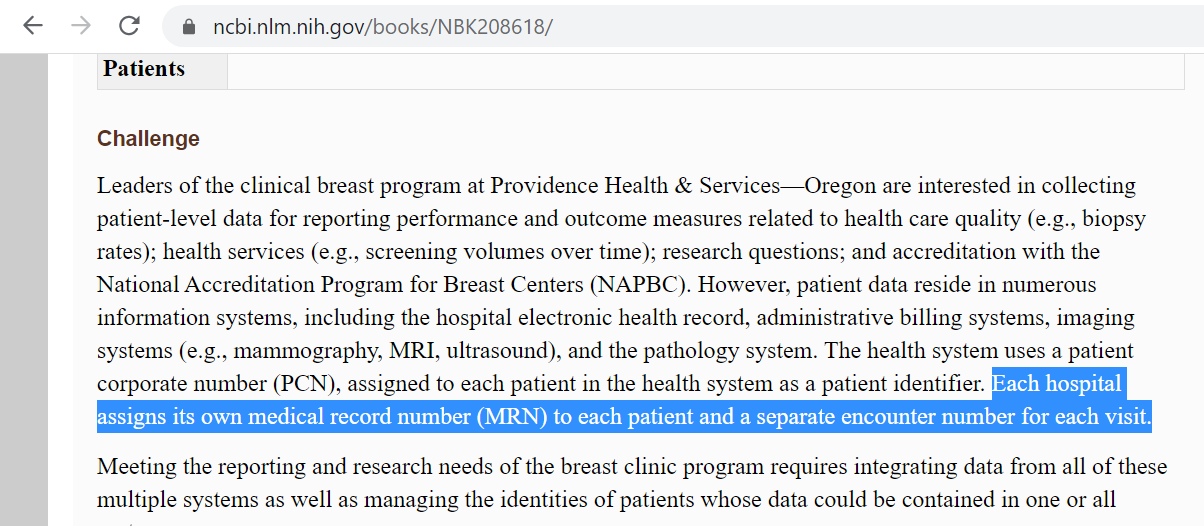 ncbi.nlm.nih.gov/books/NBK208618/
Patients
Challenge
Leaders of the clinical breast program at Providence Health & Services—Oregon are interested in collecting
patient-level data for reporting performance and outcome measures related to health care quality (e.g., biopsy
rates); health services (e.g., screening volumes over time); research questions; and accreditation with the
National Accreditation Program for Breast Centers (NAPBC). However, patient data reside in numerous
information systems, including the hospital electronic health record, administrative billing systems, imaging
systems (e.g., mammography, MRI, ultrasound), and the pathology system. The health system uses a patient
corporate number (PCN), assigned to each patient in the health system as a patient identifier. Each hospital
assigns its own medical record number (MRN) to each patient and a separate encounter number for each visit.
Meeting the reporting and research needs of the breast clinic program requires integrating data from all of these
multiple systems as well as managing the identities of patients whose data could be contained in one or all